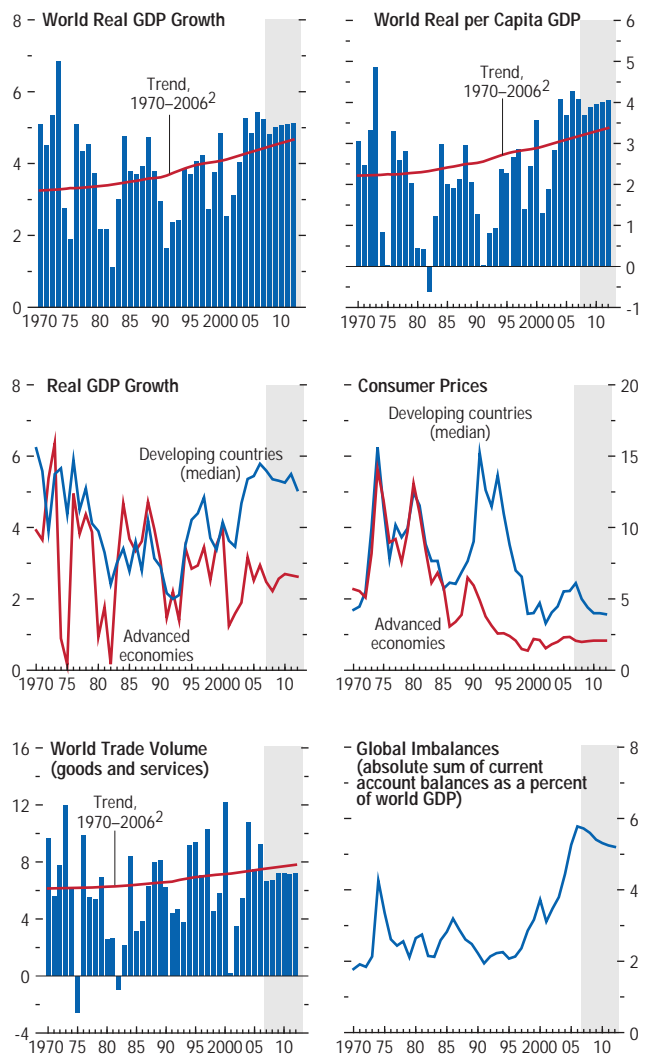 World Real GDP Growth
8
6
4
2
0
Trend,
1970–2006²
1970 75 80 85 90 95 2000 05 10
World Real per Capita GDP
6
5
4
3
2
1
0
-1
Trend,
1970–2006²
1970 75 80 85 90 95 2000 05 10
Real GDP Growth
8
6
4
2
0
Developing countries
(median)
Advanced
economies
1970 75 80 85 90 95 2000 05 10
Consumer Prices
20
15
10
5
0
Developing countries
(median)
Advanced
economies
1970 75 80 85 90 95 2000 05 10
World Trade Volume
(goods and services)
16
12
8
4
0
-4
Trend,
1970–2006²
1970 75 80 85 90 95 2000 05 10
Global Imbalances
(absolute sum of current
account balances as a percent
of world GDP)
8
6
4
2
0
1970 75 80 85 90 95 2000 05 10